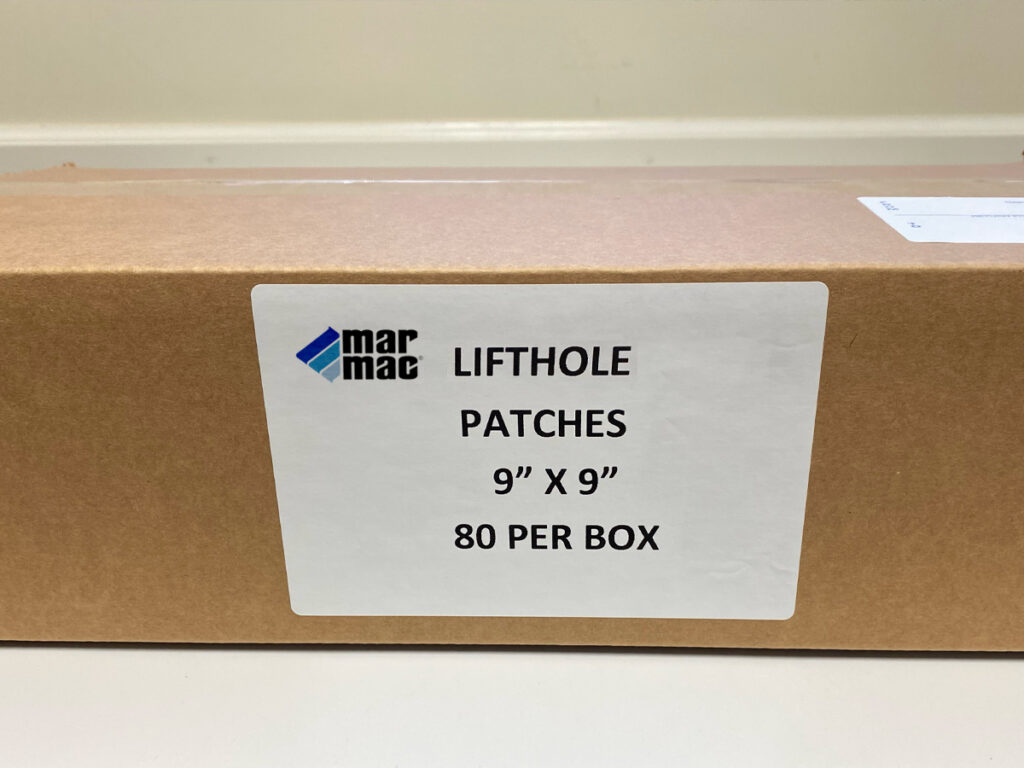 mar
mac®
LIFTHOLE
PATCHES
9” X 9”
80 PER BOX